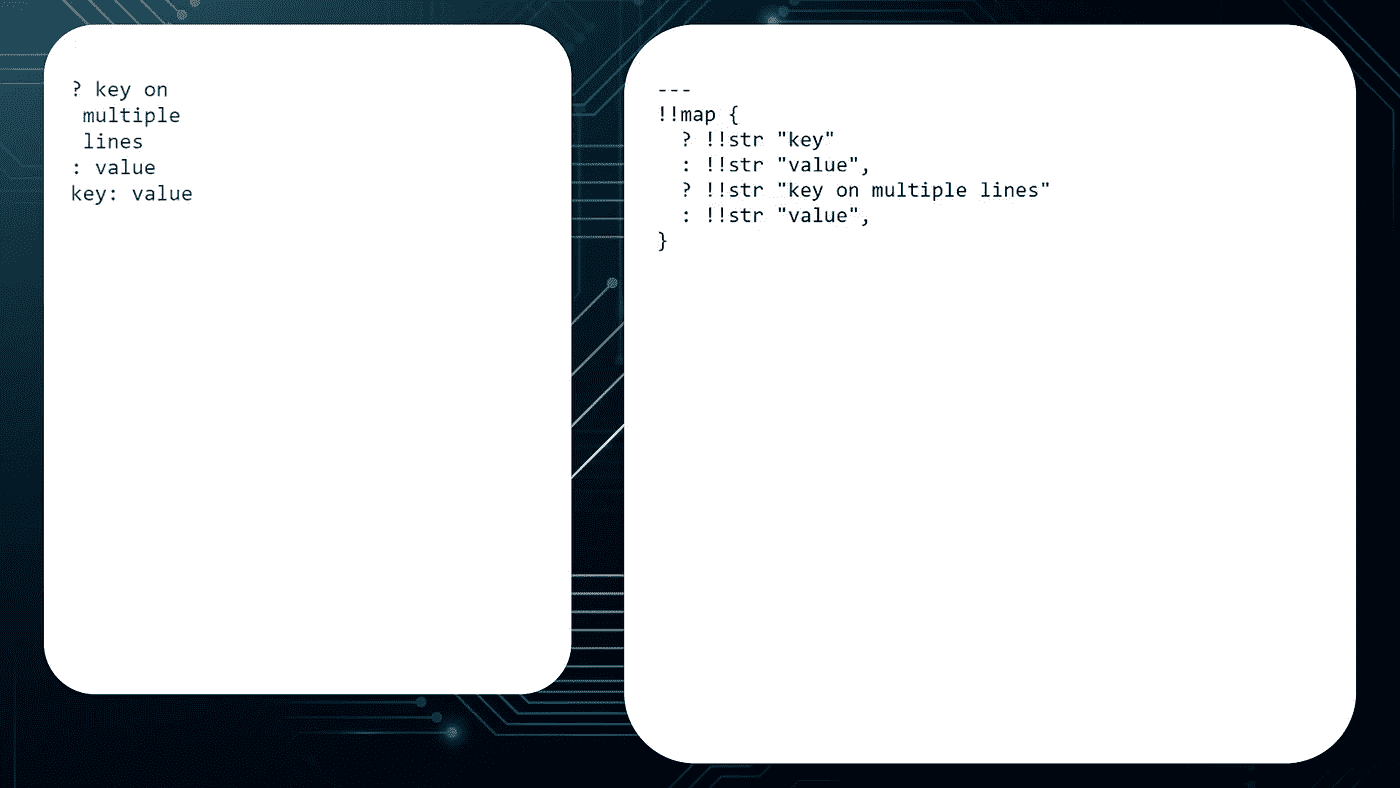 ? key on
 multiple
 lines
: value
key: value
---
!!map {
  ? !!str "key"
  : !!str "value",
  ? !!str "key on multiple lines"
  : !!str "value",
}